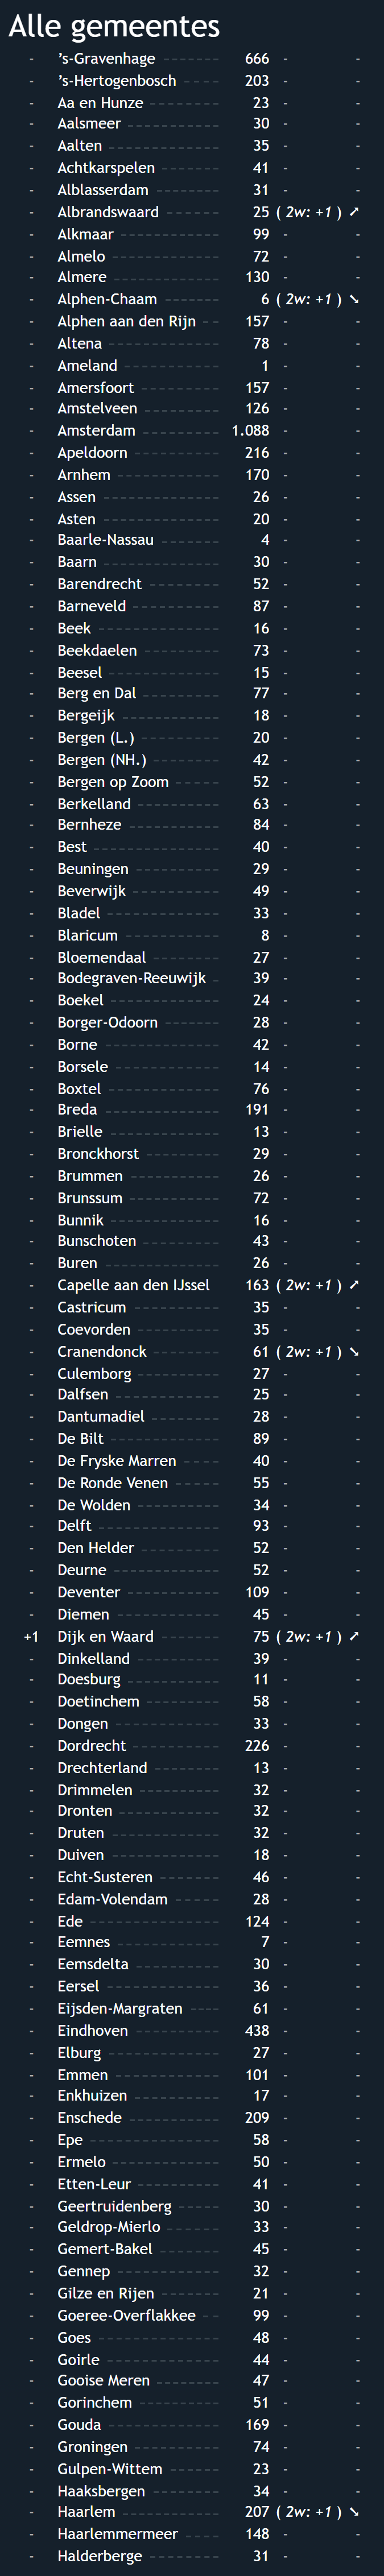 Alle gemeentes
- ’s-Gravenhage 666 - -
- ’s-Hertogenbosch 203 - -
- Aa en Hunze 23 - -
- Aalsmeer 30 - -
- Aalten 35 - -
- Achtkarspelen 41 - -
- Alblasserdam 31 - -
- Albrandswaard 25 ( 2w: +1 ) ➚
- Alkmaar 99 - -
- Almelo 72 - -
- Almere 130 - -
- Alphen-Chaam 6 ( 2w: +1 ) ➘
- Alphen aan den Rijn 157 - -
- Altena 78 - -
- Ameland 1 - -
- Amersfoort 157 - -
- Amstelveen 126 - -
- Amsterdam 1.088 - -
- Apeldoorn 216 - -
- Arnhem 170 - -
- Assen 26 - -
- Asten 20 - -
- Baarle-Nassau 4 - -
- Baarn 30 - -
- Barendrecht 52 - -
- Barneveld 87 - -
- Beek 16 - -
- Beekdaelen 73 - -
- Beesel 15 - -
- Berg en Dal 77 - -
- Bergeijk 18 - -
- Bergen (L.) 20 - -
- Bergen (NH.) 42 - -
- Bergen op Zoom 52 - -
- Berkelland 63 - -
- Bernheze 84 - -
- Best 40 - -
- Beuningen 29 - -
- Beverwijk 49 - -
- Bladel 33 - -
- Blaricum 8 - -
- Bloemendaal 27 - -
- Bodegraven-Reeuwijk 39 - -
- Boekel 24 - -
- Borger-Odoorn 28 - -
- Borne 42 - -
- Borsele 14 - -
- Boxtel 76 - -
- Breda 191 - -
- Brielle 13 - -
- Bronckhorst 29 - -
- Brummen 26 - -
- Brunssum 72 - -
- Bunnik 16 - -
- Bunschoten 43 - -
- Buren 26 - -
- Capelle aan den IJssel 163 ( 2w: +1 ) ➚
- Castricum 35 - -
- Coevorden 35 - -
- Cranendonck 61 ( 2w: +1 ) ➘
- Culemborg 27 - -
- Dalfsen 25 - -
- Dantumadiel 28 - -
- De Bilt 89 - -
- De Fryske Marren 40 - -
- De Ronde Venen 55 - -
- De Wolden 34 - -
- Delft 93 - -
- Den Helder 52 - -
- Deurne 52 - -
- Deventer 109 - -
- Diemen 45 - -
+1 Dijk en Waard 75 ( 2w: +1 ) ➚
- Dinkelland 39 - -
- Doesburg 11 - -
- Doetinchem 58 - -
- Dongen 33 - -
- Dordrecht 226 - -
- Drechterland 13 - -
- Drimmelen 32 - -
- Dronten 32 - -
- Druten 32 - -
- Duiven 18 - -
- Echt-Susteren 46 - -
- Edam-Volendam 28 - -
- Ede 124 - -
- Eemnes 7 - -
- Eemsdelta 30 - -
- Eersel 36 - -
- Eijsden-Margraten 61 - -
- Eindhoven 438 - -
- Elburg 27 - -
- Emmen 101 - -
- Enkhuizen 17 - -
- Enschede 209 - -
- Epe 58 - -
- Ermelo 50 - -
- Etten-Leur 41 - -
- Geertruidenberg 30 - -
- Geldrop-Mierlo 33 - -
- Gemert-Bakel 45 - -
- Gennep 32 - -
- Gilze en Rijen 21 - -
- Goeree-Overflakkee 99 - -
- Goes 48 - -
- Goirle 44 - -
- Gooise Meren 47 - -
- Gorinchem 51 - -
- Gouda 169 - -
- Groningen 74 - -
- Gulpen-Wittem 23 - -
- Haaksbergen 34 - -
- Haarlem 207 ( 2w: +1 ) ➘
- Haarlemmermeer 148 - -
- Halderberge 31 - -